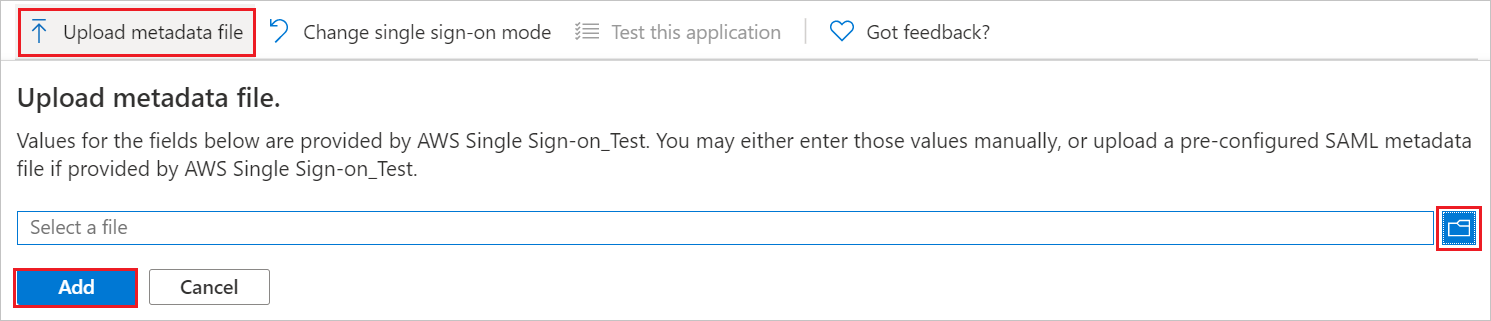 Upload metadata file Change single sign-on mode Test this application Got feedback?
Upload metadata file.
Values for the fields below are provided by AWS Single Sign-on_Test. You may either enter those values manually, or upload a pre-configured SAML metadata
file if provided by AWS Single Sign-on_Test.
Select a file
Add Cancel